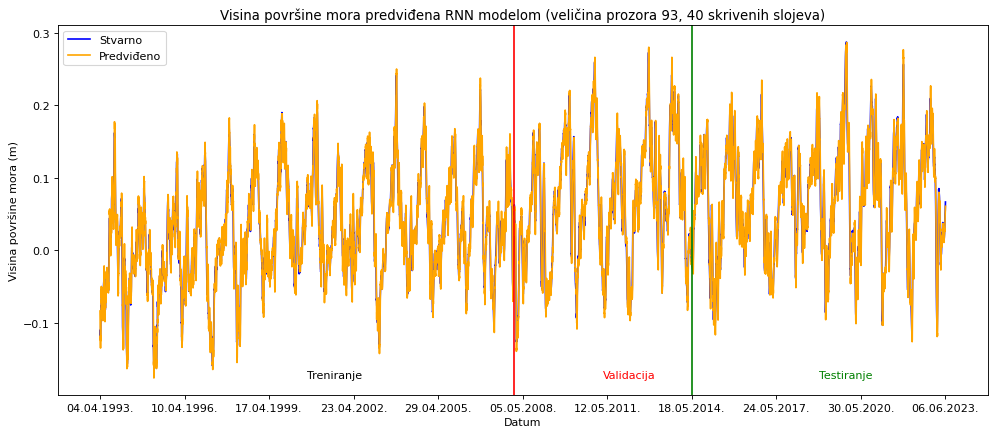 Visina površine mora predviđena RNN modelom (veličina prozora 93, 40 skrivenih slojeva)
Stvarno
Predviđeno
0.3
0.2
0.1
0.0
−0.1
Visina površine mora (m)
Treniranje
Validacija
Testiranje
04.04.1993.
10.04.1996.
17.04.1999.
23.04.2002.
29.04.2005.
05.05.2008.
12.05.2011.
18.05.2014.
24.05.2017.
30.05.2020.
06.06.2023.
Datum